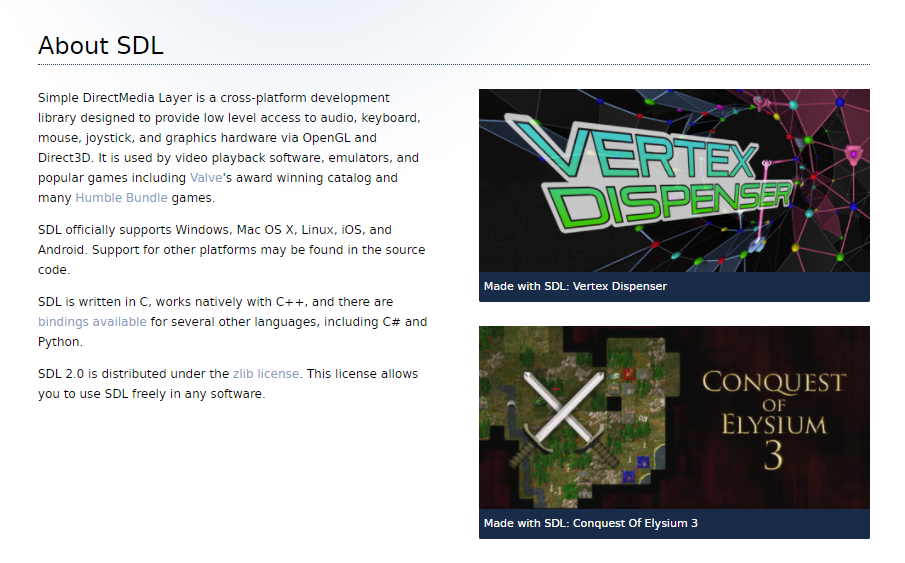 About SDL
Simple DirectMedia Layer is a cross-platform development
library designed to provide low level access to audio, keyboard,
mouse, joystick, and graphics hardware via OpenGL and
Direct3D. It is used by video playback software, emulators, and
popular games including Valve's award winning catalog and
many Humble Bundle games.
SDL officially supports Windows, Mac OS X, Linux, iOS, and
Android. Support for other platforms may be found in the source
code.
SDL is written in C, works natively with C++, and there are
bindings available for several other languages, including C# and
Python.
SDL 2.0 is distributed under the zlib license. This license allows
you to use SDL freely in any software.
VERTEX
DISPENSER
Made with SDL: Vertex Dispenser
CONQUEST
OF
ELYSIUM
3
Made with SDL: Conquest Of Elysium 3